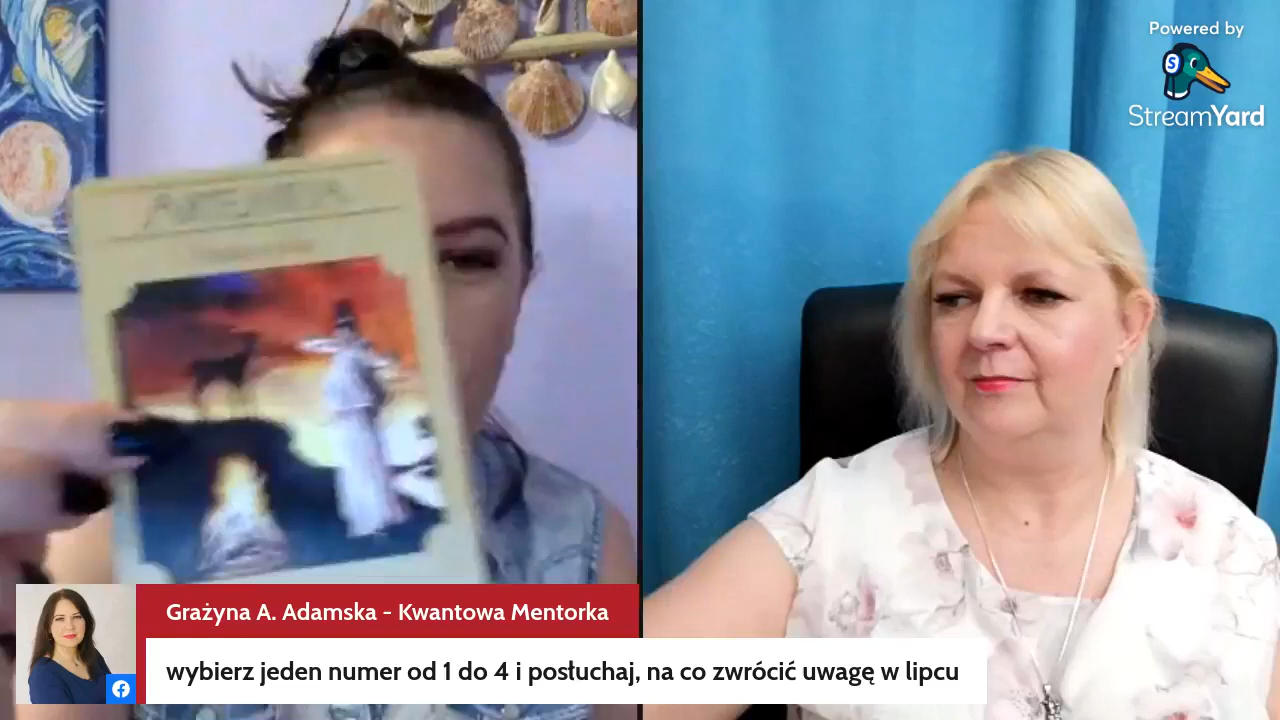 Powered by
StreamYard
Grażyna A. Adamska - Kwantowa Mentorka
wybierz jeden numer od 1 do 4 i posłuchaj, na co zwrócić uwagę w lipcu